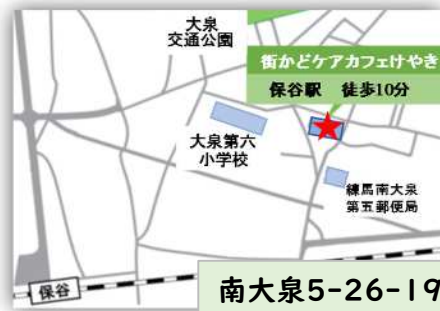 大泉
交通公園
街かどケアカフェけやき
保谷駅　徒歩10分
大泉第六
小学校
練馬南大泉
第五郵便局
保谷
南大泉5-26-19